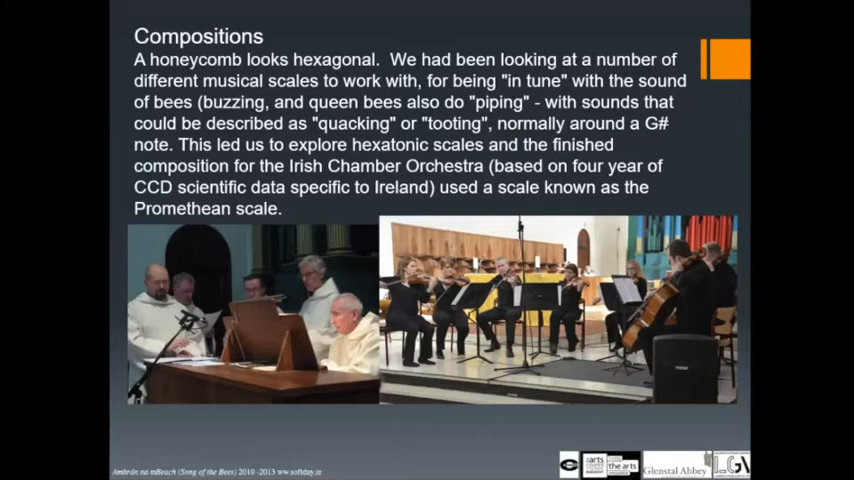 Compositions
A honeycomb looks hexagonal.  We had been looking at a number of
different musical scales to work with, for being "in tune" with the sound
of bees (buzzing, and queen bees also do "piping" - with sounds that
could be described as "quacking" or "tooting", normally around a G#
note. This led us to explore hexatonic scales and the finished
composition for the Irish Chamber Orchestra (based on four year of
CCD scientific data specific to Ireland) used a scale known as the
Promethean scale.
Amhrán na mBeach (Song of the Bees) 2010 -2013 ww.softday.ie
the arts
Glenstal Abbey
LGV